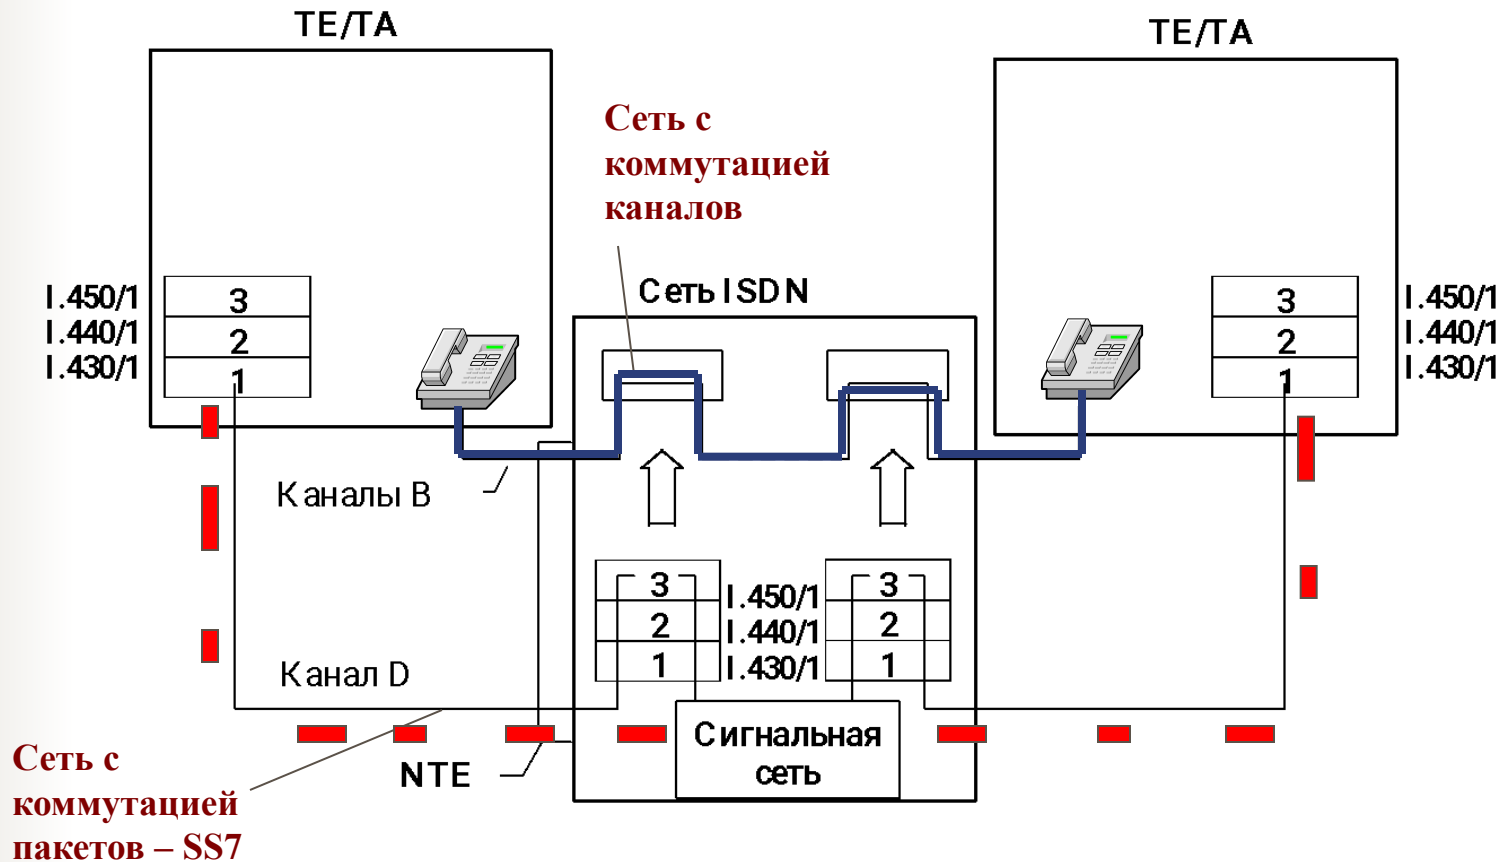 TE/TA
TE/TA
Сеть с
коммутацией
каналов
I.450/1
I.440/1
I.430/1
3
2
1
Сеть ISDN
3
2
1
I.450/1
I.440/1
I.430/1
Каналы B
3
2
1
I.450/1
I.440/1
I.430/1
3
2
1
Канал D
Сигнальная
сеть
NTE
Сеть с
коммутацией
пакетов – SS7